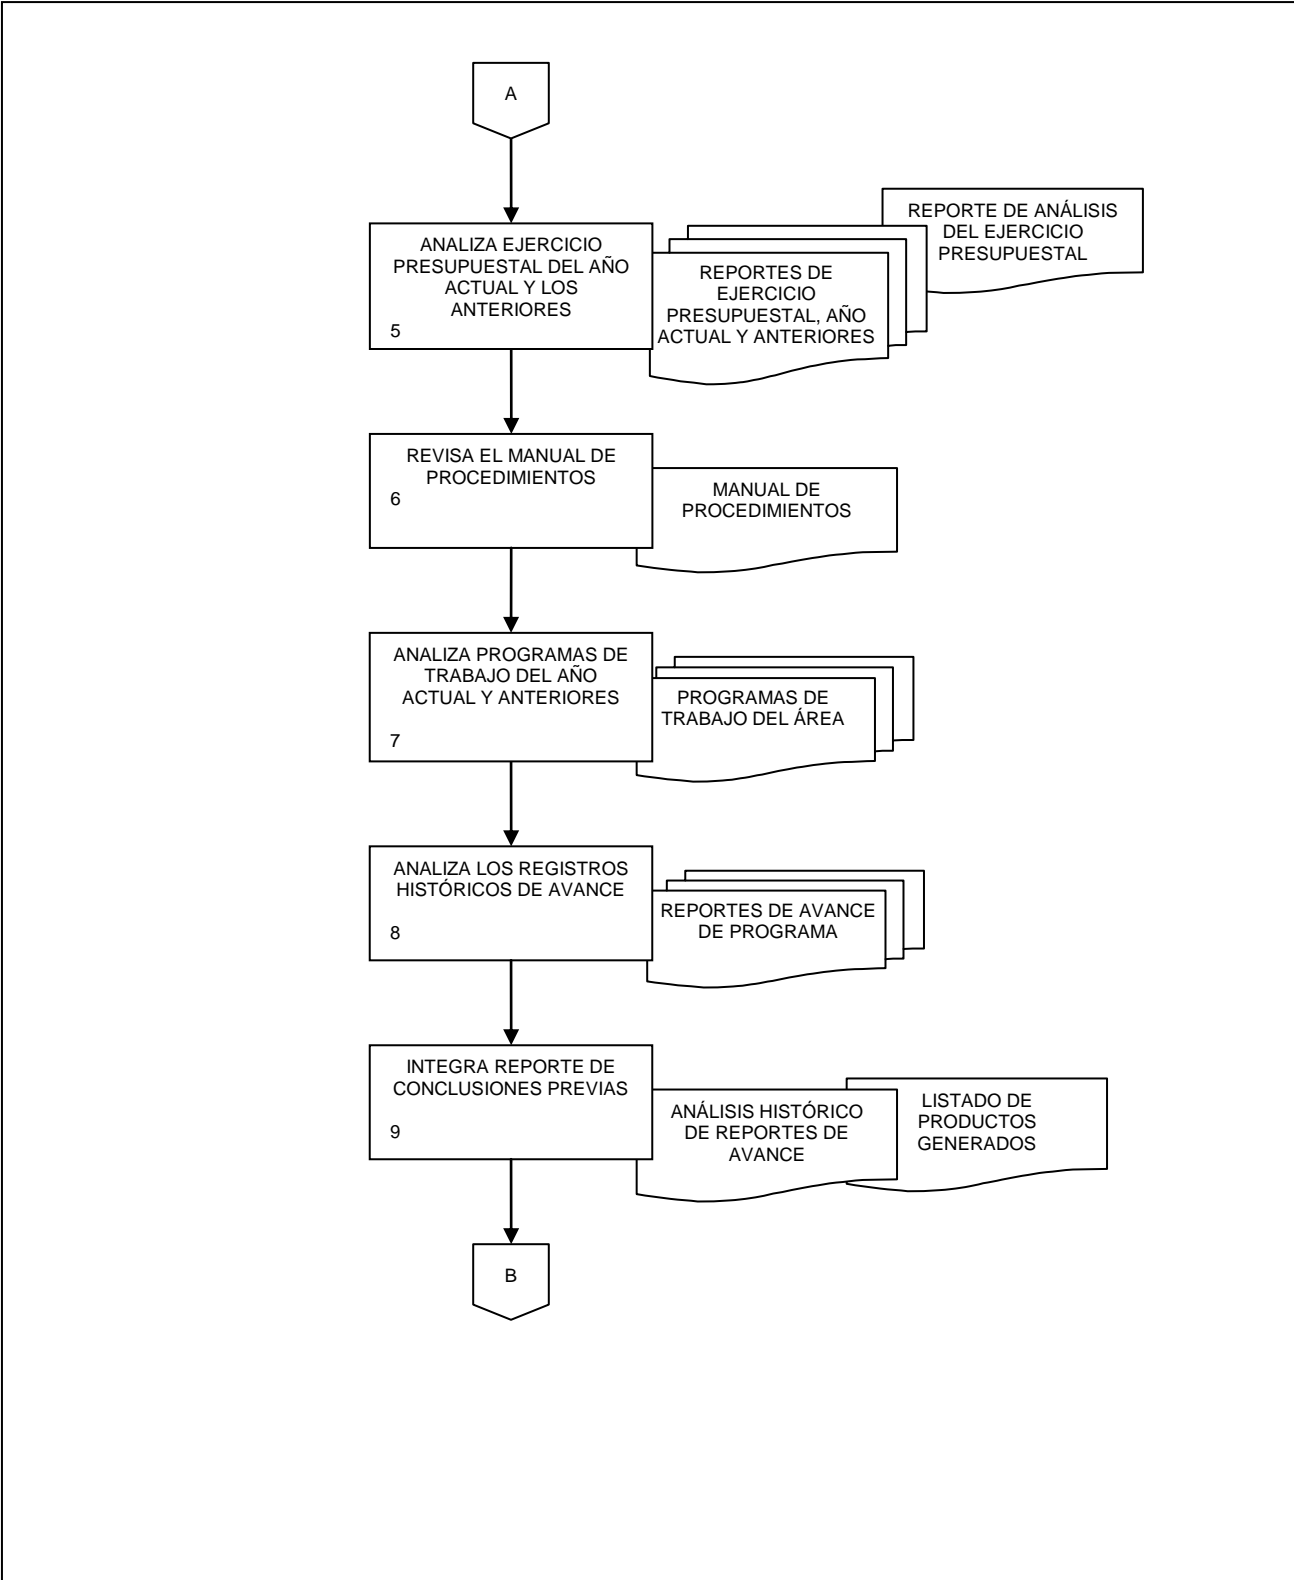 A
ANALIZA EJERCICIO
PRESUPUESTAL DEL AÑO
ACTUAL Y LOS
ANTERIORES
5
REPORTES DE
EJERCICIO
PRESUPUESTAL, AÑO
ACTUAL Y ANTERIORES
REPORTE DE ANÁLISIS
DEL EJERCICIO
PRESUPUESTAL
REVISA EL MANUAL DE
PROCEDIMIENTOS
6
MANUAL DE
PROCEDIMIENTOS
ANALIZA PROGRAMAS DE
TRABAJO DEL AÑO
ACTUAL Y ANTERIORES
7
PROGRAMAS DE
TRABAJO DEL ÁREA
ANALIZA LOS REGISTROS
HISTÓRICOS DE AVANCE
8
REPORTES DE AVANCE
DE PROGRAMA
INTEGRA REPORTE DE
CONCLUSIONES PREVIAS
9
ANÁLISIS HISTÓRICO
DE REPORTES DE
AVANCE
LISTADO DE
PRODUCTOS
GENERADOS
B